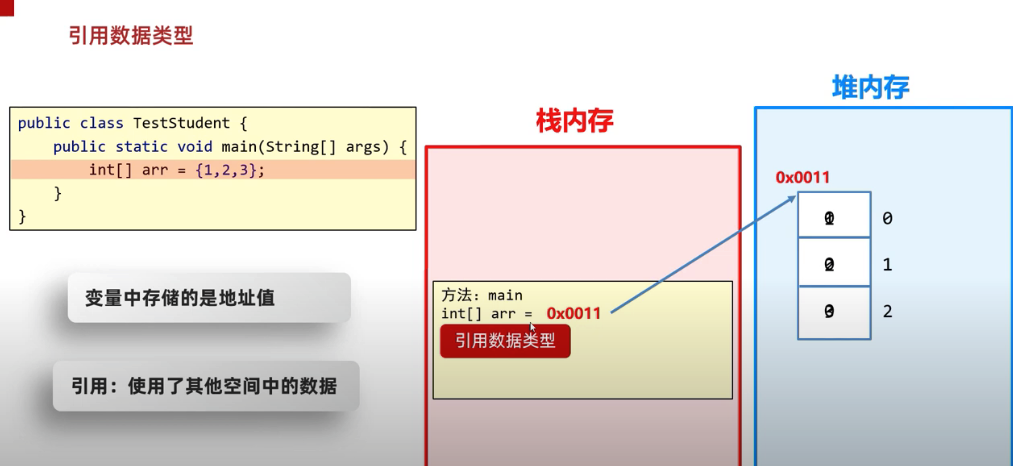 引用数据类型
public class TestStudent {
public static void main(String[] args) {
int[] arr = {1,2,3};
}
}
变量中存储的是地址值
引用：使用了其他空间中的数据
栈内存
方法：main
int[] arr = 0x0011
引用数据类型
堆内存
0x0011
0
1
2